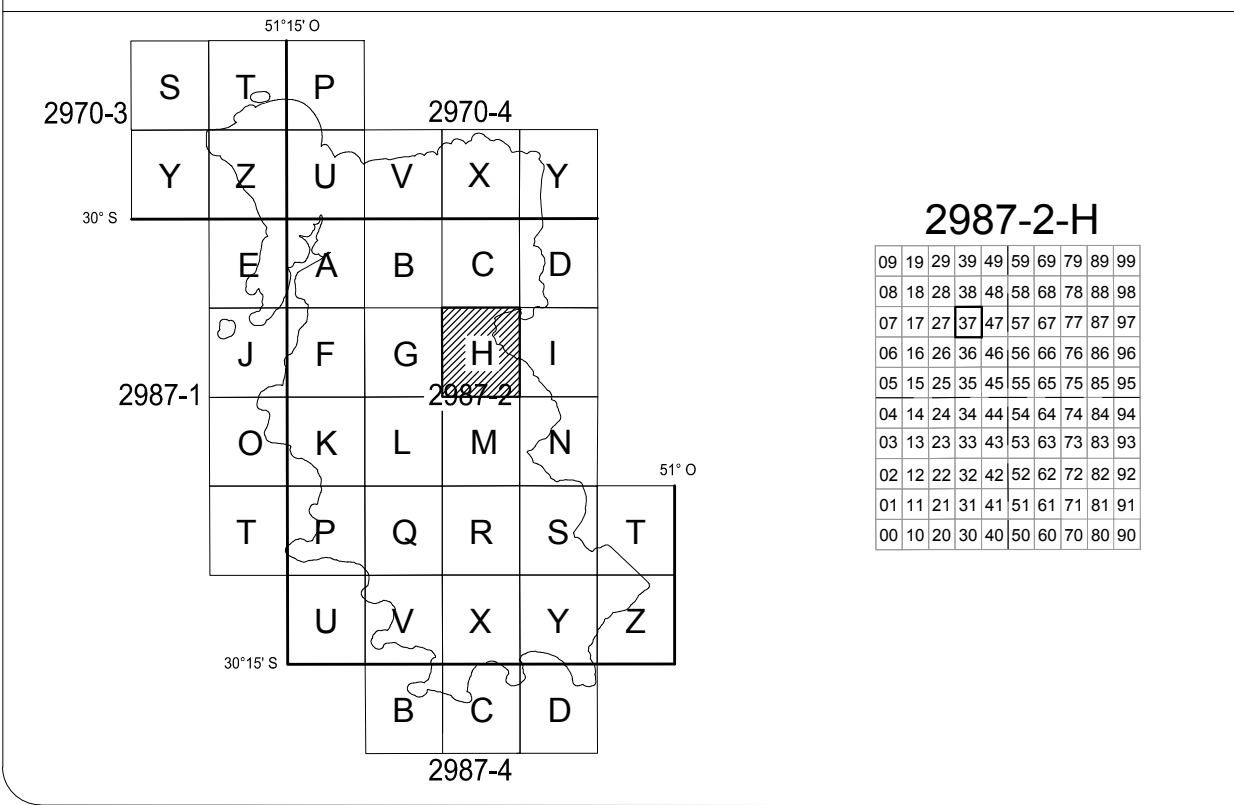 51°15' O
S T P
2970-3 2970-4
Y Z U V X Y
30° S
E A B C D
J F G H I
2987-1 2987-2
O K L M N
51° O
T P Q R S T
U V X Y Z
30°15' S
B C D
2987-4
2987-2-H
09 19 29 39 49 59 69 79 89 99
08 18 28 38 48 58 68 78 88 98
07 17 27 37 47 57 67 77 87 97
06 16 26 36 46 56 66 76 86 96
05 15 25 35 45 55 65 75 85 95
04 14 24 34 44 54 64 74 84 94
03 13 23 33 43 53 63 73 83 93
02 12 22 32 42 52 62 72 82 92
01 11 21 31 41 51 61 71 81 91
00 10 20 30 40 50 60 70 80 90